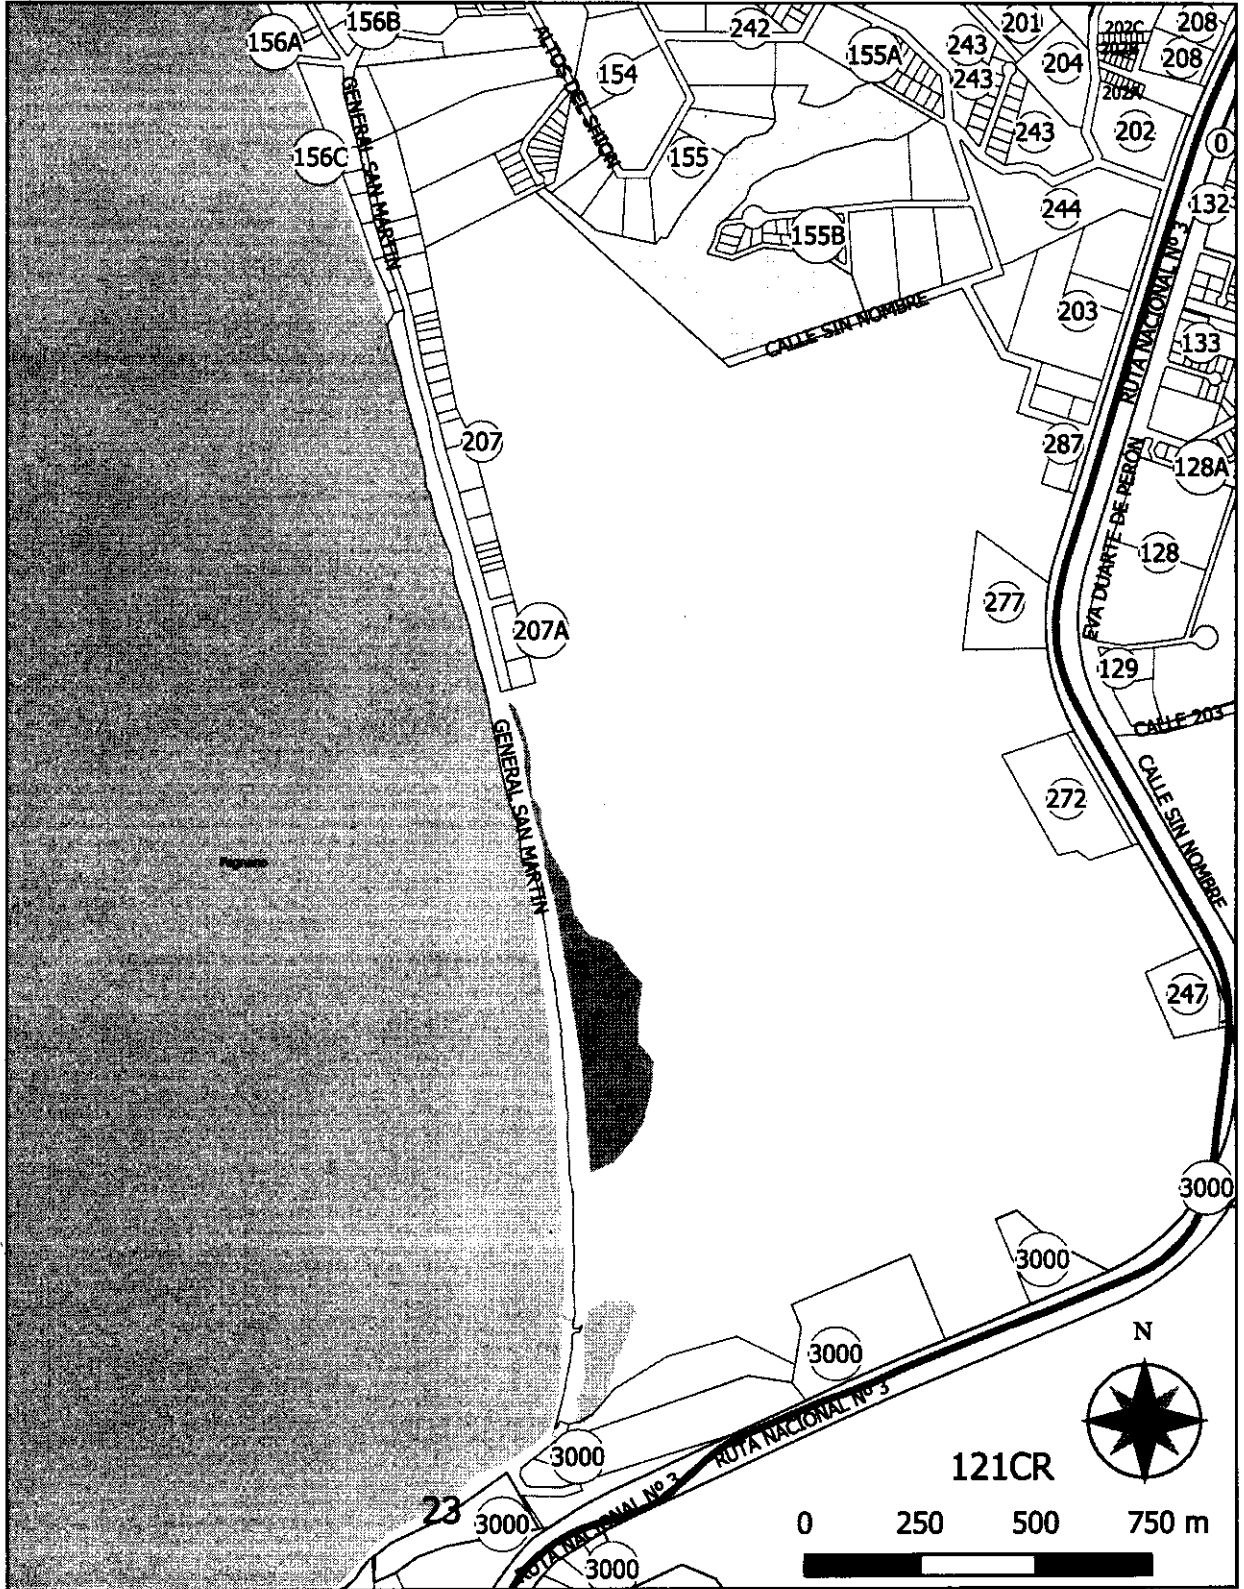 156A
156B
242
155A
243
201
202C
208
154
243
204
208
ALTOS DEL SHION
202A
GENERAL SAN MARTIN
156C
155
243
202
0
244
132
155B
203
RUTA NACIONAL Nº 3
CALLE SIN NOMBRE
133
207
287
128A
EVA DUARTE DE PERON
128
277
207A
129
CALLE 203
GENERAL SAN MARTIN
272
CALLE SIN NOMBRE
Fagnano
247
3000
3000
3000
N
RUTA NACIONAL Nº 3
3000
121CR
RUTA NACIONAL Nº 3
23
3000
3000
0 250 500 750 m